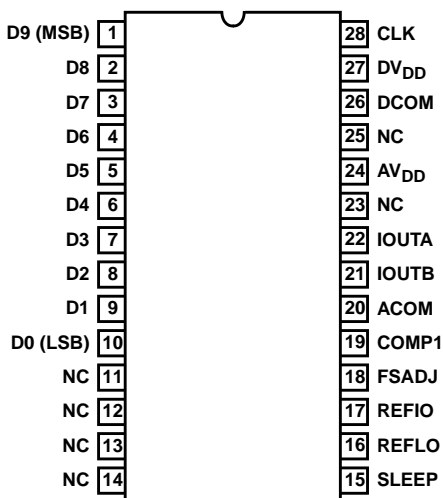 D9 (MSB) 1 28 CLK
D8 2 27 DVDD
D7 3 26 DCOM
D6 4 25 NC
D5 5 24 AVDD
D4 6 23 NC
D3 7 22 IOUTA
D2 8 21 IOUTB
D1 9 20 ACOM
D0 (LSB) 10 19 COMP1
NC 11 18 FSADJ
NC 12 17 REFIO
NC 13 16 REFLO
NC 14 15 SLEEP